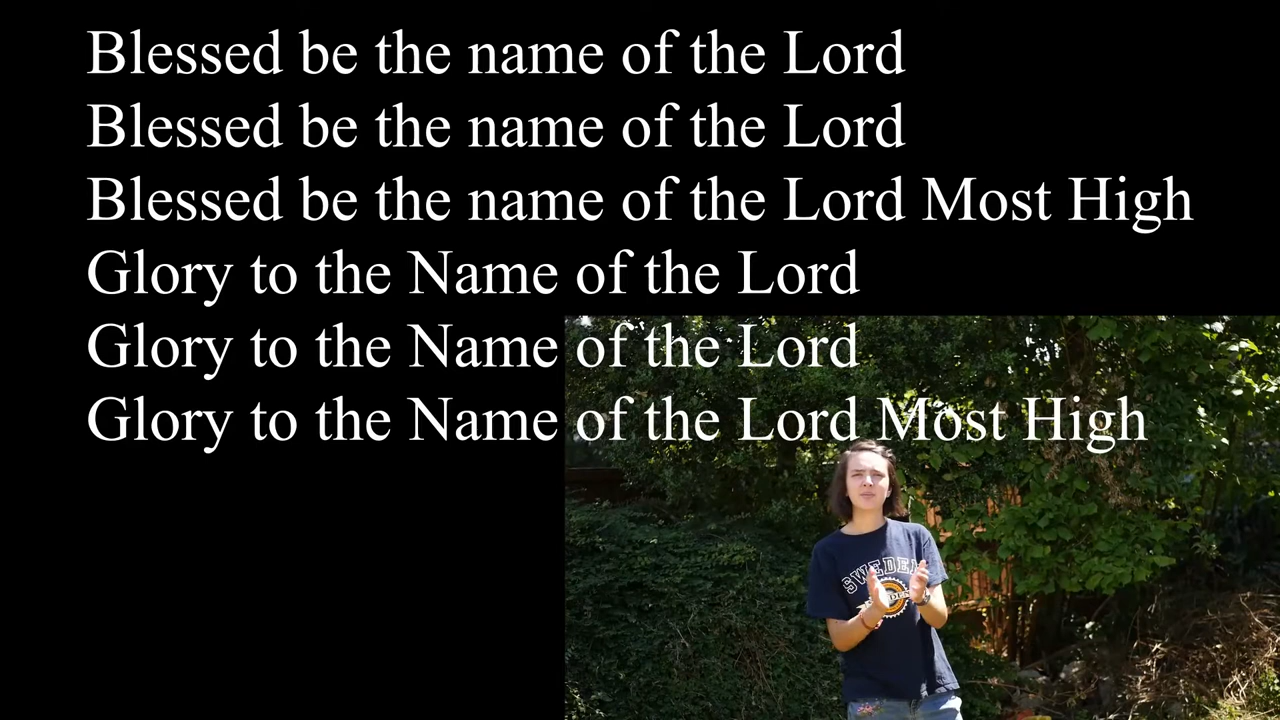 Blessed be the name of the Lord
Blessed be the name of the Lord
Blessed be the name of the Lord Most High
Glory to the Name of the Lord
Glory to the Name of the Lord
Glory to the Name of the Lord Most High
SWEDEN